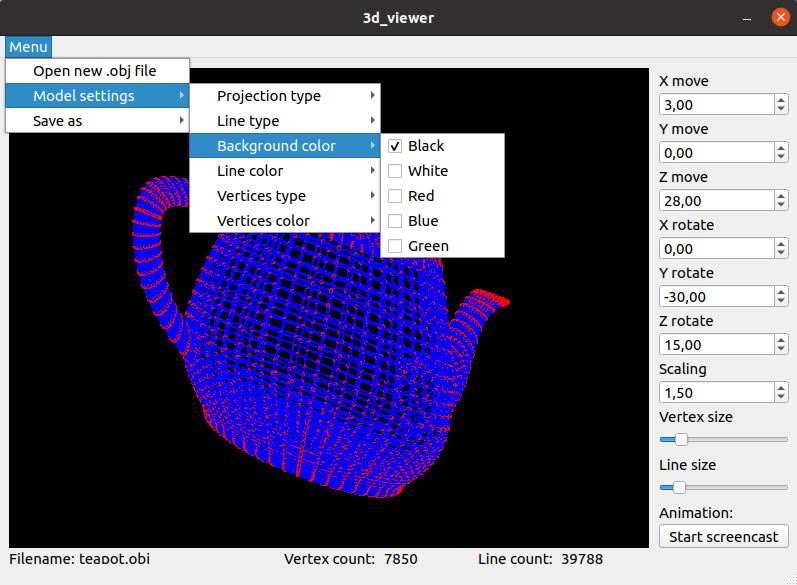 3d_viewer
Menu
Open new .obj file
Model settings
Save as
Projection type
Line type
Background color
Line color
Vertices type
Vertices color
Black
White
Red
Blue
Green
X move
3,00
Y move
0,00
Z move
28,00
X rotate
0,00
Y rotate
-30,00
Z rotate
15,00
Scaling
1,50
Vertex size
Line size
Animation:
Start screencast
Filename: teapot.obj
Vertex count: 7850
Line count: 39788